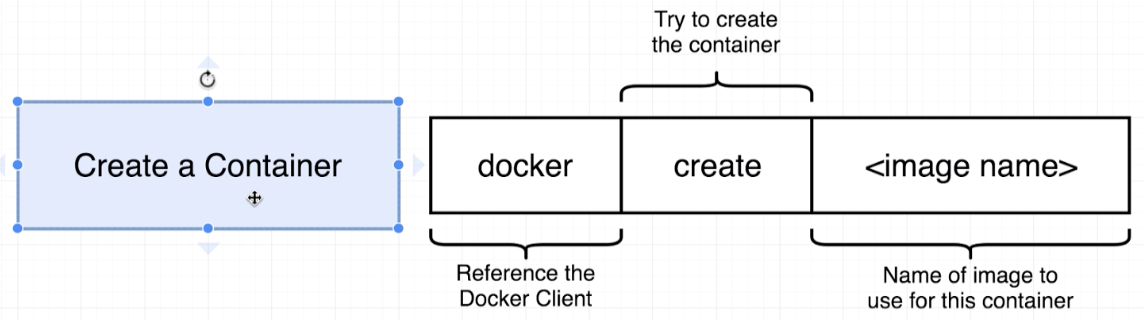 Try to create
the container
Create a Container
docker
create
<image name>
Reference the
Docker Client
Name of image to
use for this container